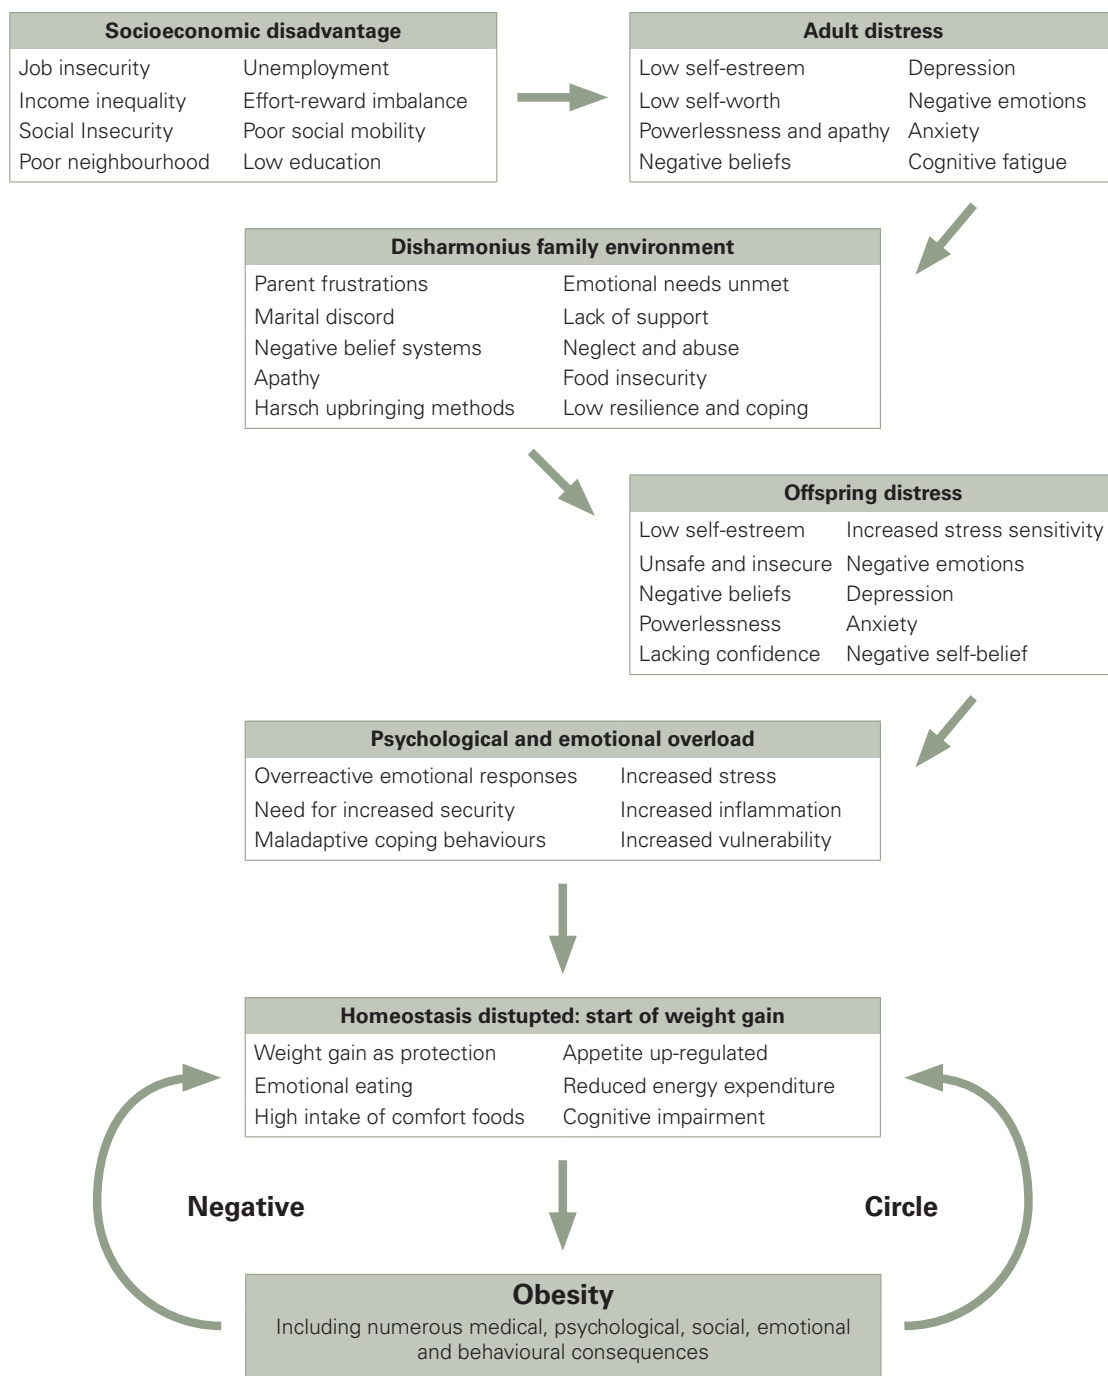 Socioeconomic disadvantage
Job insecurity Unemployment
Income inequality Effort-reward imbalance
Social Insecurity Poor social mobility
Poor neighbourhood Low education
Adult distress
Low self-estreem Depression
Low self-worth Negative emotions
Powerlessness and apathy Anxiety
Negative beliefs Cognitive fatigue
Disharmonius family environment
Parent frustrations Emotional needs unmet
Marital discord Lack of support
Negative belief systems Neglect and abuse
Apathy Food insecurity
Harsch upbringing methods Low resilience and coping
Offspring distress
Low self-estreem Increased stress sensitivity
Unsafe and insecure Negative emotions
Negative beliefs Depression
Powerlessness Anxiety
Lacking confidence Negative self-belief
Psychological and emotional overload
Overreactive emotional responses Increased stress
Need for increased security Increased inflammation
Maladaptive coping behaviours Increased vulnerability
Homeostasis distupted: start of weight gain
Weight gain as protection Appetite up-regulated
Emotional eating Reduced energy expenditure
High intake of comfort foods Cognitive impairment
Negative Circle
Obesity
Including numerous medical, psychological, social, emotional
and behavioural consequences